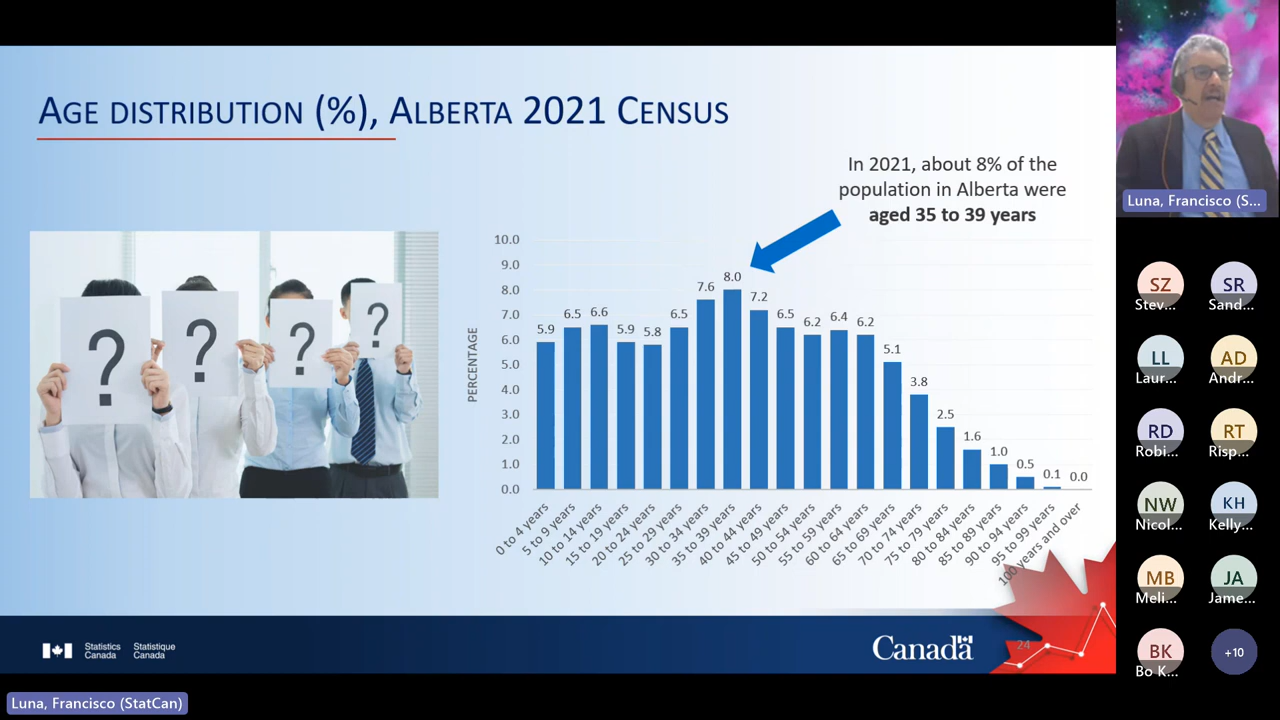 AGE DISTRIBUTION (%), ALBERTA 2021 CENSUS
In 2021, about 8% of the
population in Alberta were
aged 35 to 39 years
? ? ? ?
PERCENTAGE
10.0
9.0
8.0
7.0
6.0
5.0
4.0
3.0
2.0
1.0
0.0
5.9 6.5 6.6 5.9 5.8 6.5 7.6 8.0 7.2 6.5 6.2 6.4 6.2 5.1 3.8 2.5 1.6 1.0 0.5 0.1 0.0
0 to 4 years
5 to 9 years
10 to 14 years
15 to 19 years
20 to 24 years
25 to 29 years
30 to 34 years
35 to 39 years
40 to 44 years
45 to 49 years
50 to 54 years
55 to 59 years
60 to 64 years
65 to 69 years
70 to 74 years
75 to 79 years
80 to 84 years
85 to 89 years
90 to 94 years
95 to 99 years
100 years and over
Statistics Statistique
Canada Canada
Canada
24
Luna, Francisco (StatCan)
Luna, Francisco (S...
SZ SR
Stev... Sand...
LL AD
Laur... Andr...
RD RT
Robi... Risp...
NW KH
Nicol... Kelly...
MB JA
Meli... Jame...
BK +10
Bo K...